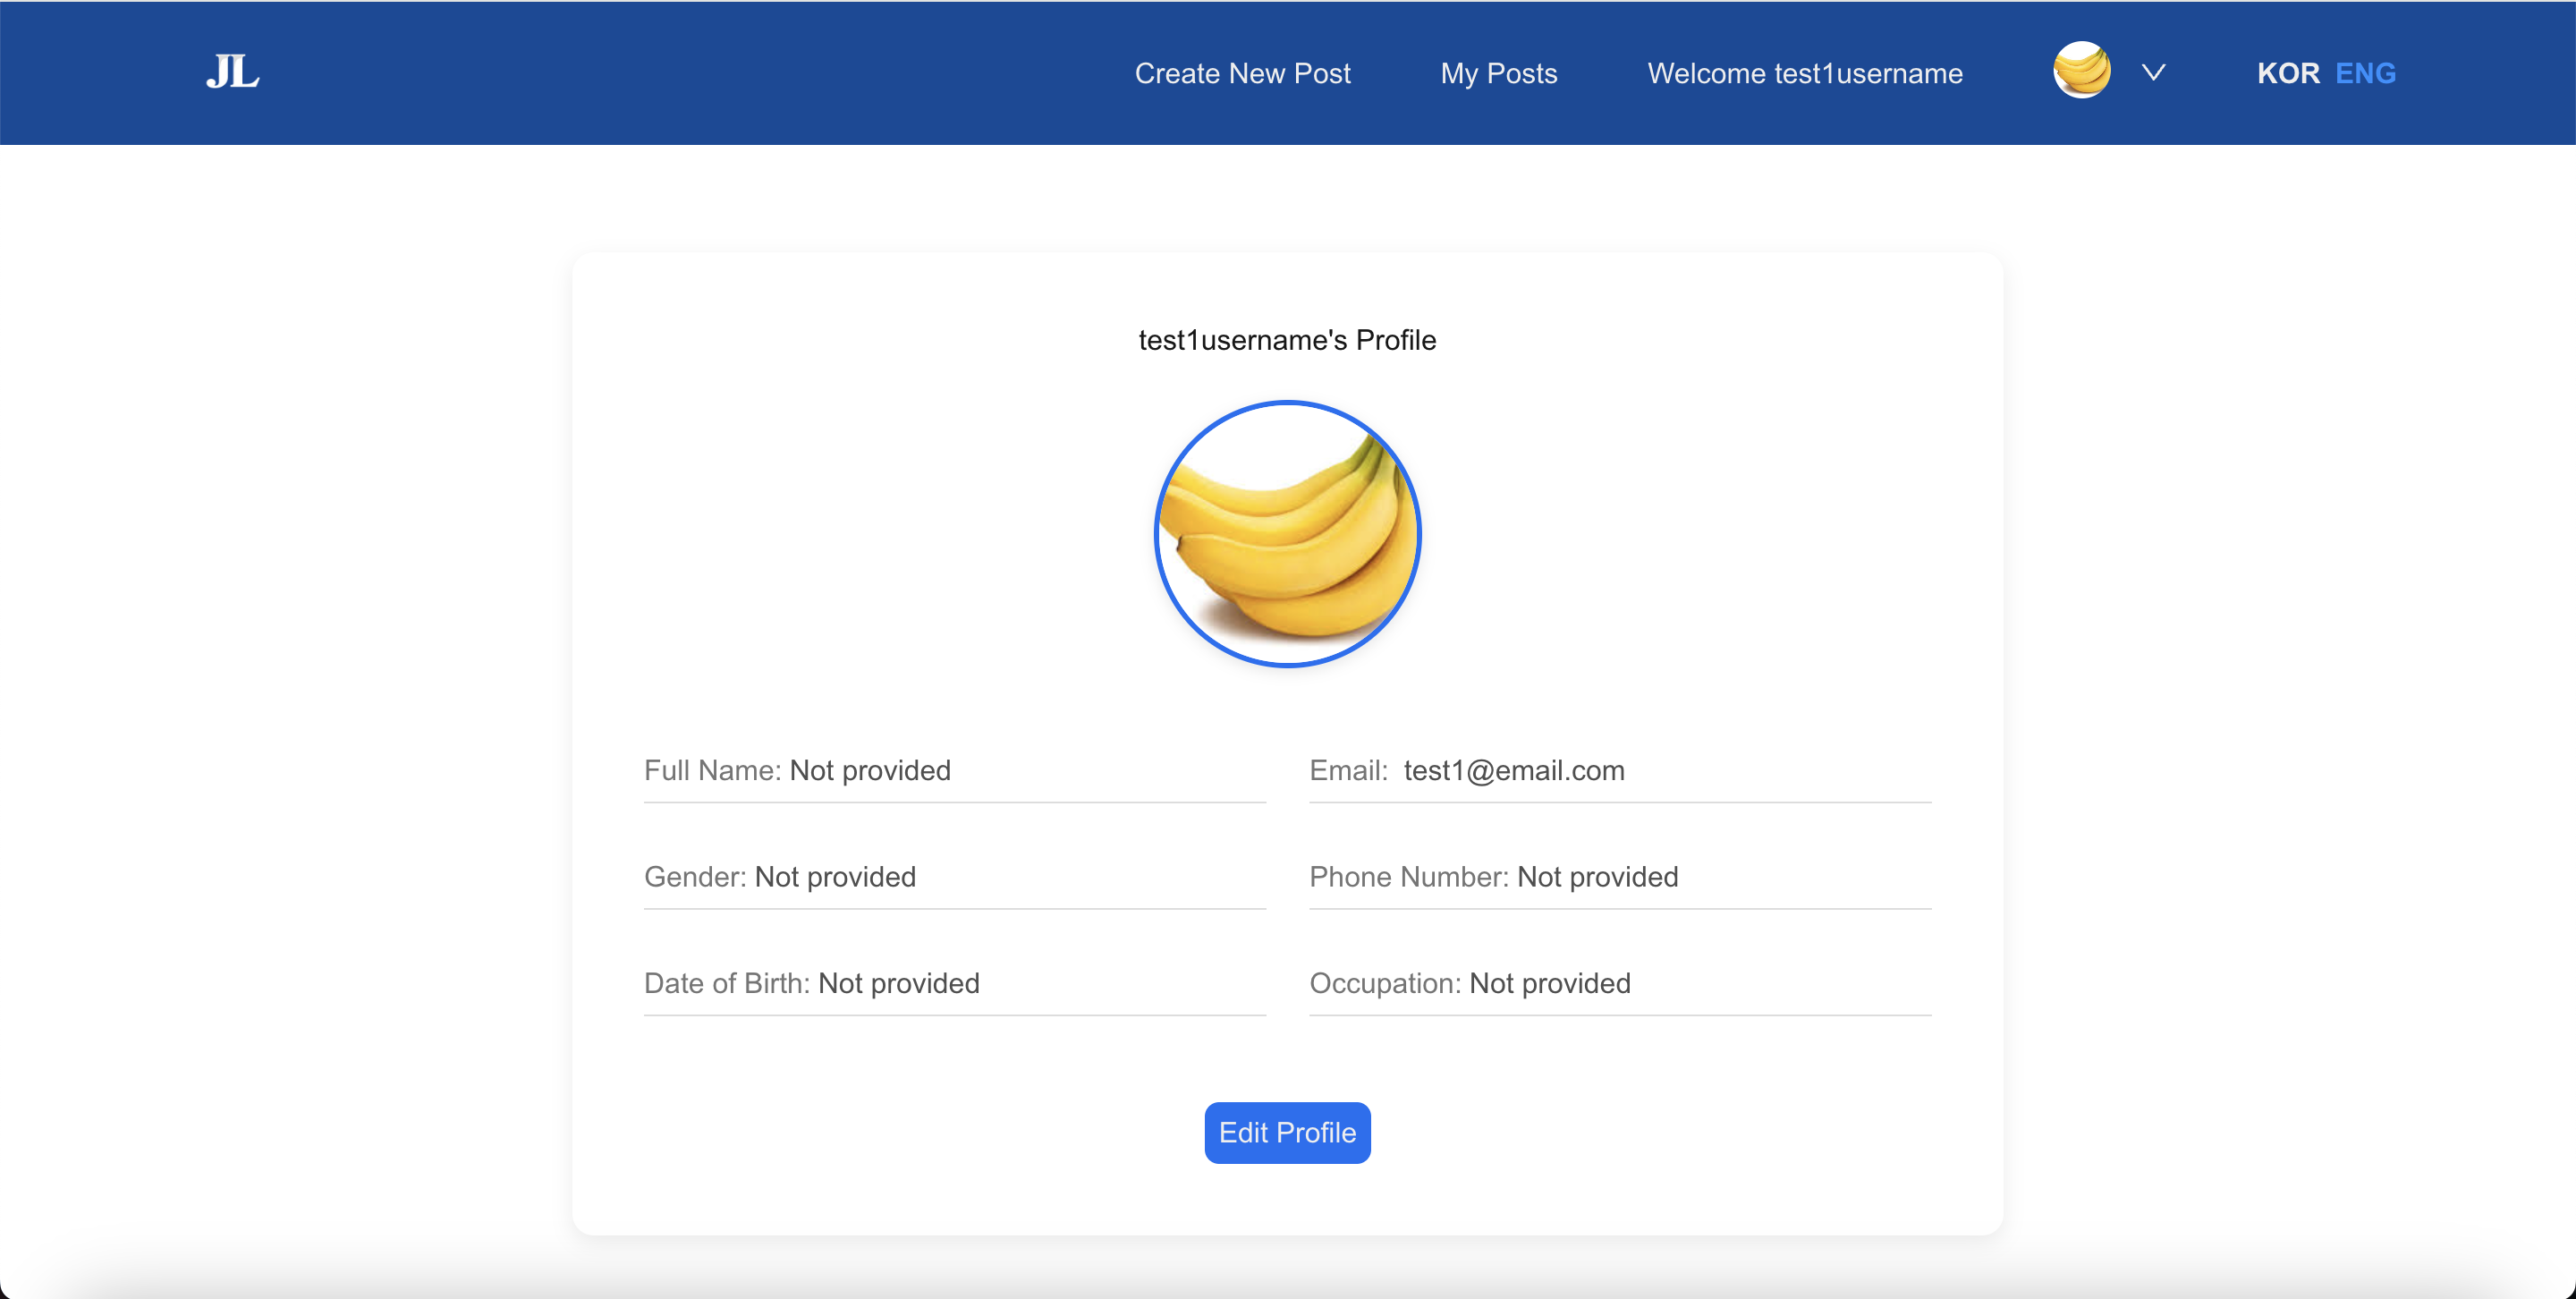 JL
Create New Post
My Posts
Welcome test1username
KOR ENG
test1username's Profile
Full Name: Not provided
Email: test1@email.com
Gender: Not provided
Phone Number: Not provided
Date of Birth: Not provided
Occupation: Not provided
Edit Profile